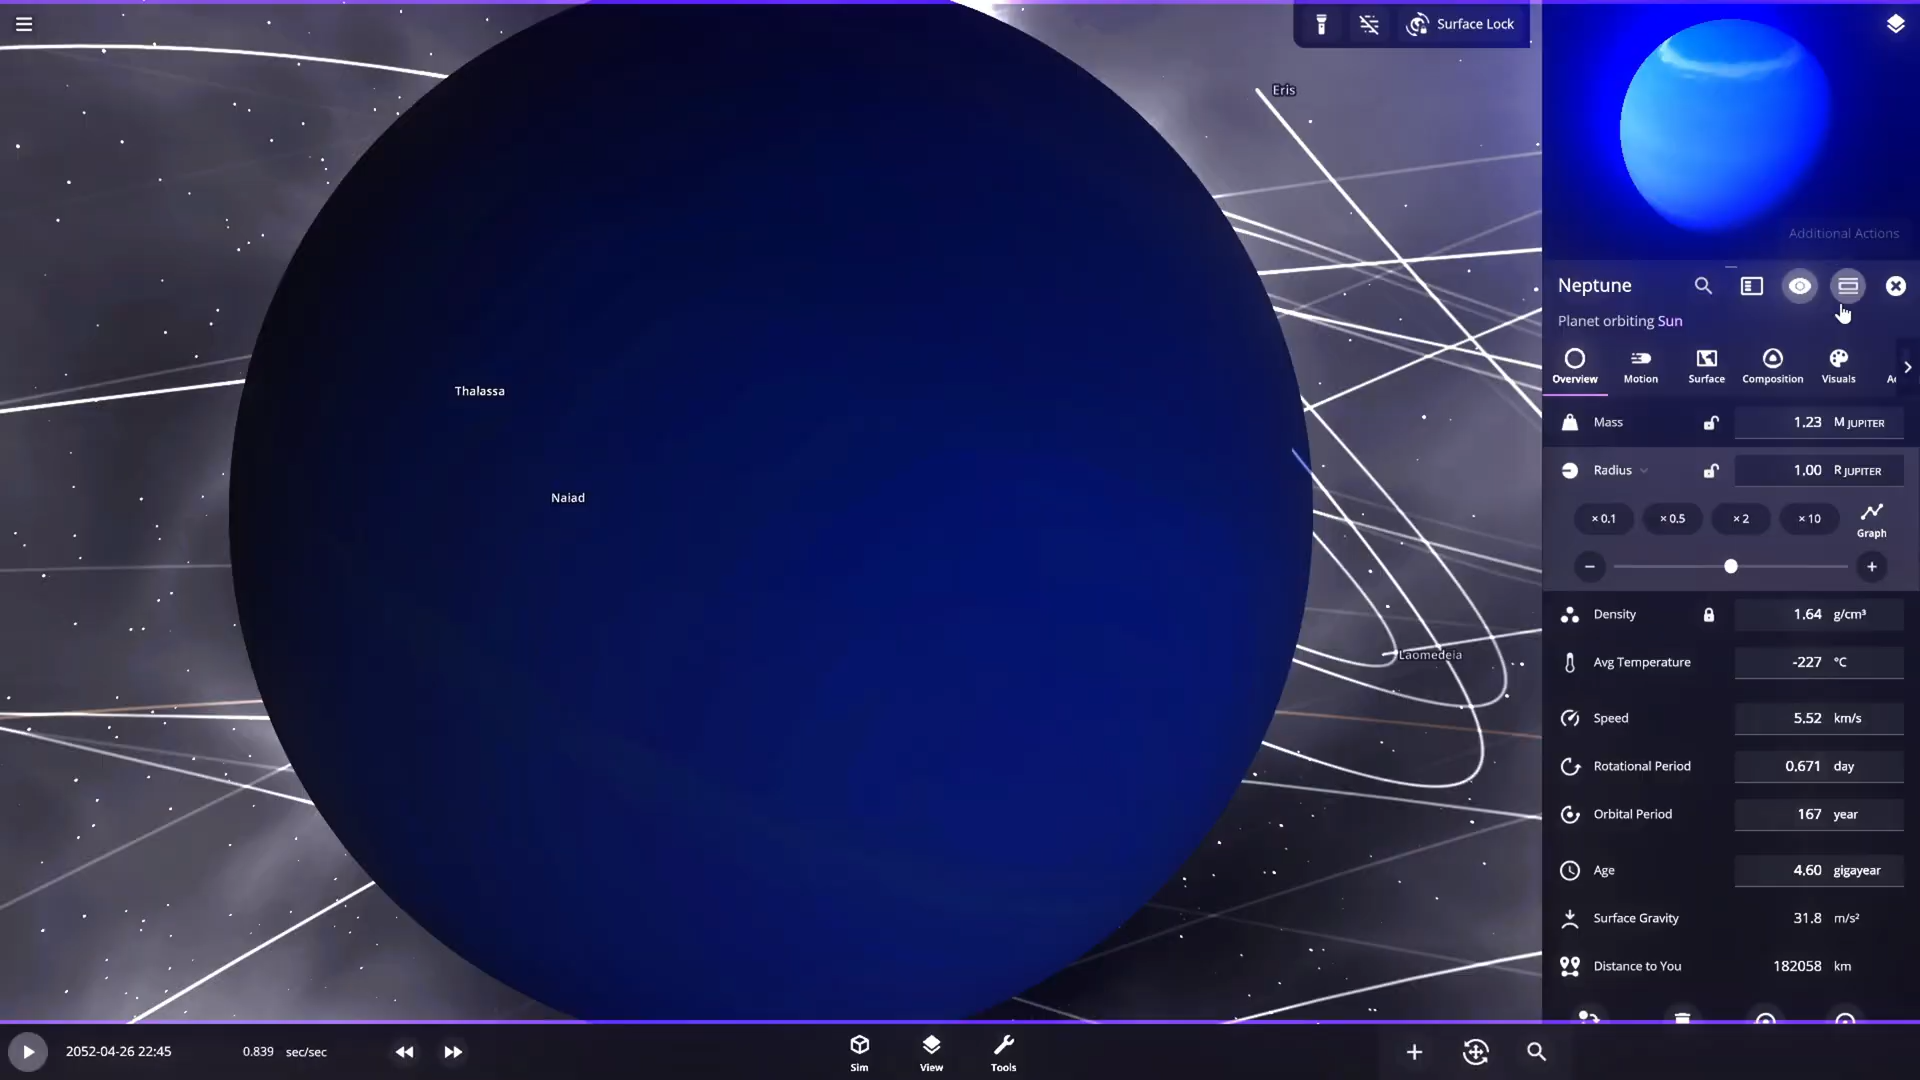 Surface Lock
Eris
Thalassa
Naiad
Laomedeia
Additional Actions
Neptune
Planet orbiting Sun
Overview
Motion
Surface
Composition
Visuals
Mass 1.23 M JUPITER
Radius 1.00 R JUPITER
× 0.1 × 0.5 × 2 × 10
Graph
Density 1.64 g/cm³
Avg Temperature -227 °C
Speed 5.52 km/s
Rotational Period 0.671 day
Orbital Period 167 year
Age 4.60 gigayear
Surface Gravity 31.8 m/s²
Distance to You 182058 km
2052-04-26 22:45 0.839 sec/sec
Sim View Tools